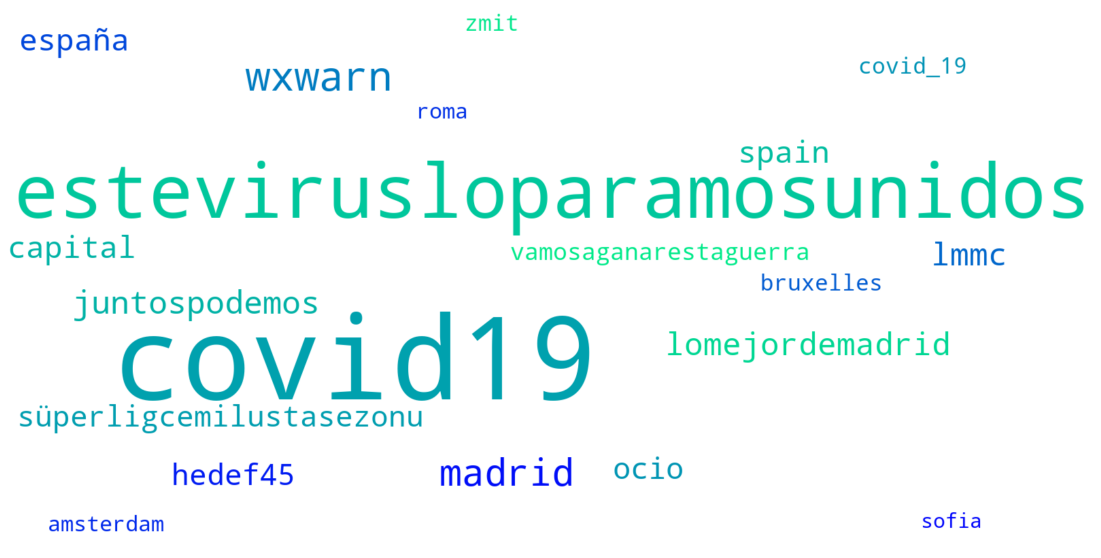 zmit
españa
covid_19
wxwarn
roma
spain
estevirusloparamosunidos
capital
vamosaganarestaguerra
lmmc
bruxelles
juntospodemos
lomejordemadrid
covid19
süperligcemilustasezonu
hedef45
madrid
ocio
amsterdam
sofia